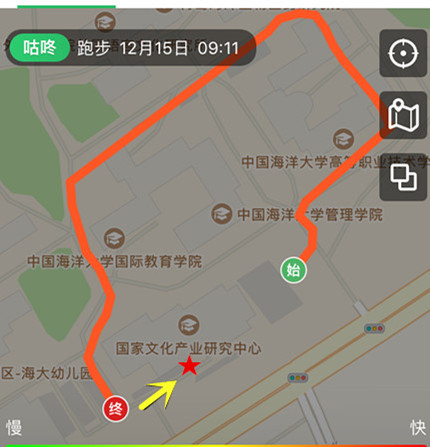 咕咚 跑步 12月15日 09:11
中国海洋大学高等职业技术学
中国海洋大学管理学院
中国海洋大学国际教育学院
始
国家文化产业研究中心
区-海大幼儿园
终
慢 快